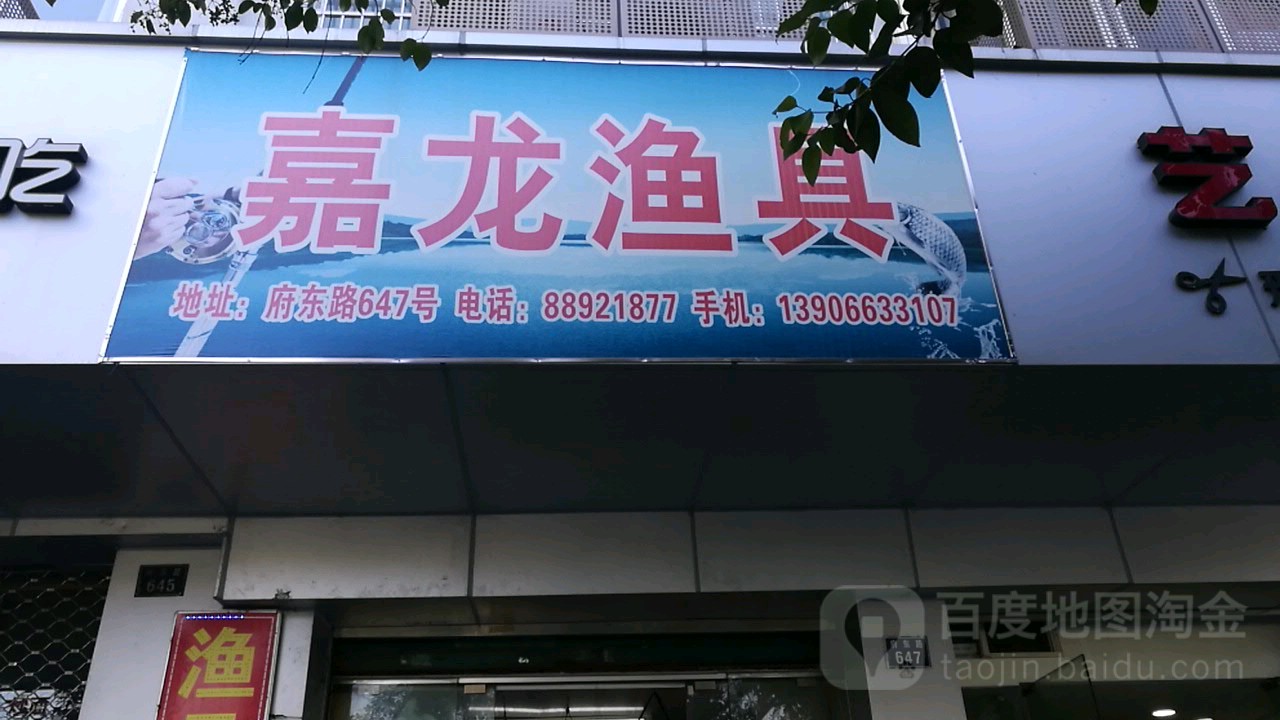 嘉龙渔具
地址：府东路647号 电话：88921877 手机：13906633107
艺
645
渔
647
百度地图淘金
taojin.baidu.com